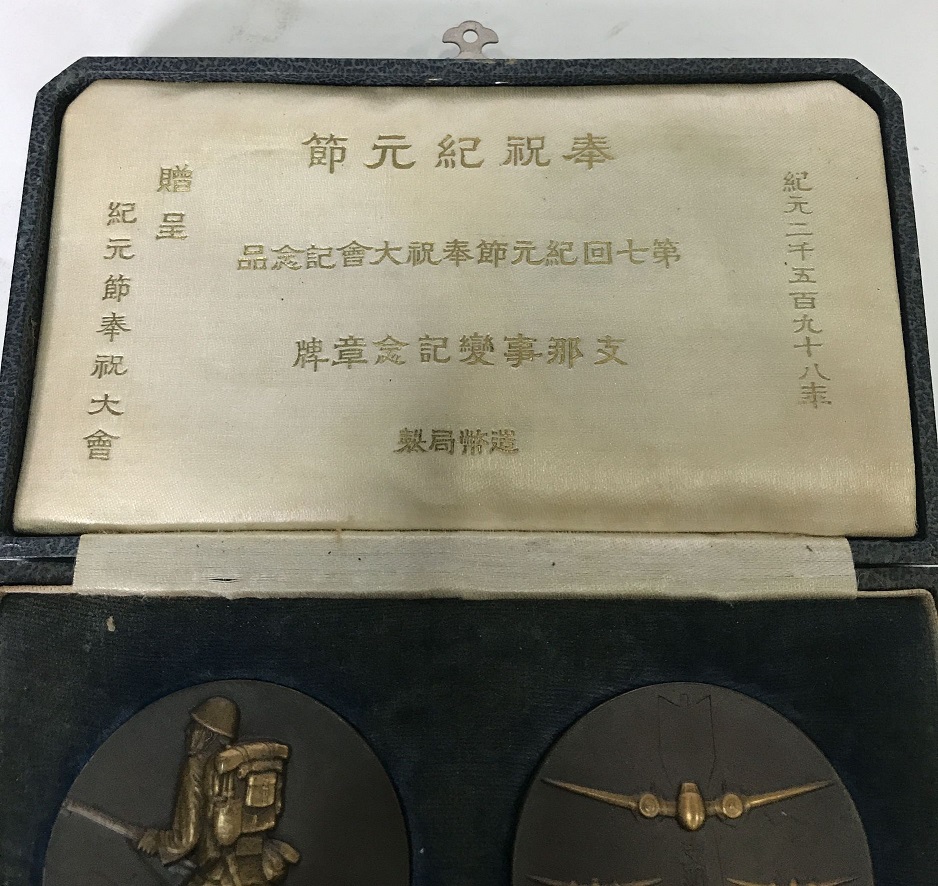 奉祝紀元節
紀元二千五百九十八年
第七回紀元節奉祝大會記念品
支那事變記念章牌
造幣局製
贈呈
紀元節奉祝大會